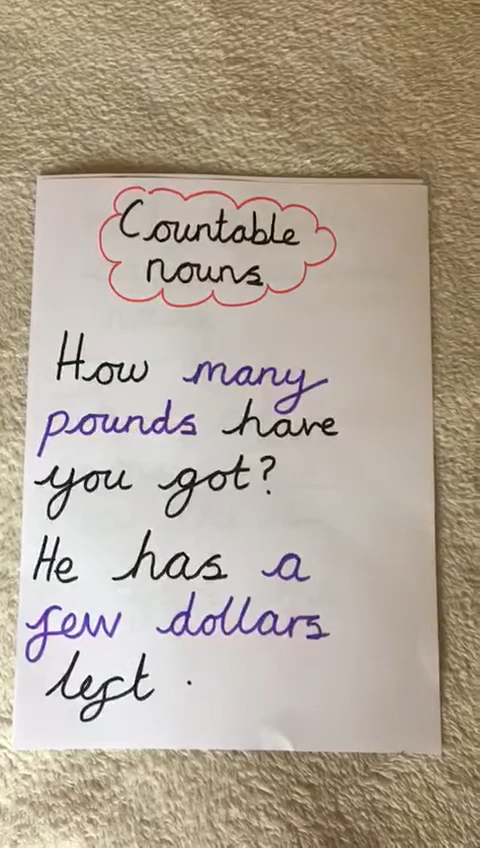 Countable
nouns
How many
pounds have
you got?
He has a
few dollars
left.